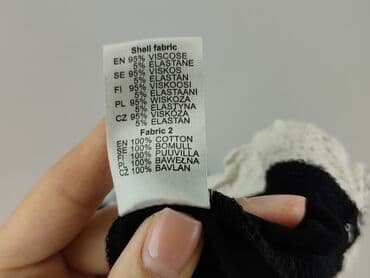 Shell fabric
EN 95% VISCOSE
5% ELASTANE
SE 95% VISKOS
5% ELASTAN
FI 95% VISKOOSI
5% ELASTAANI
PL 95% WISKOZA
5% ELASTYNA
CZ 95% VISKÓZA
5% ELASTAN
Fabric 2
EN 100% COTTON
SE 100% BOMULL
FI 100% PUUVILLA
PL 100% BAWEŁNA
CZ 100% BAVLAN